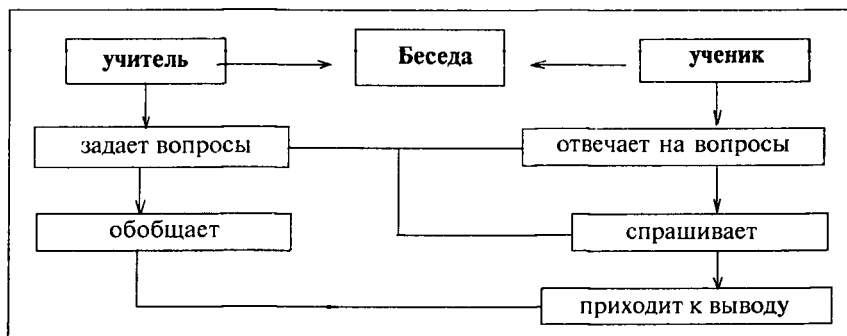 учитель
Беседа
ученик
задает вопросы
отвечает на вопросы
обобщает
спрашивает
приходит к выводу